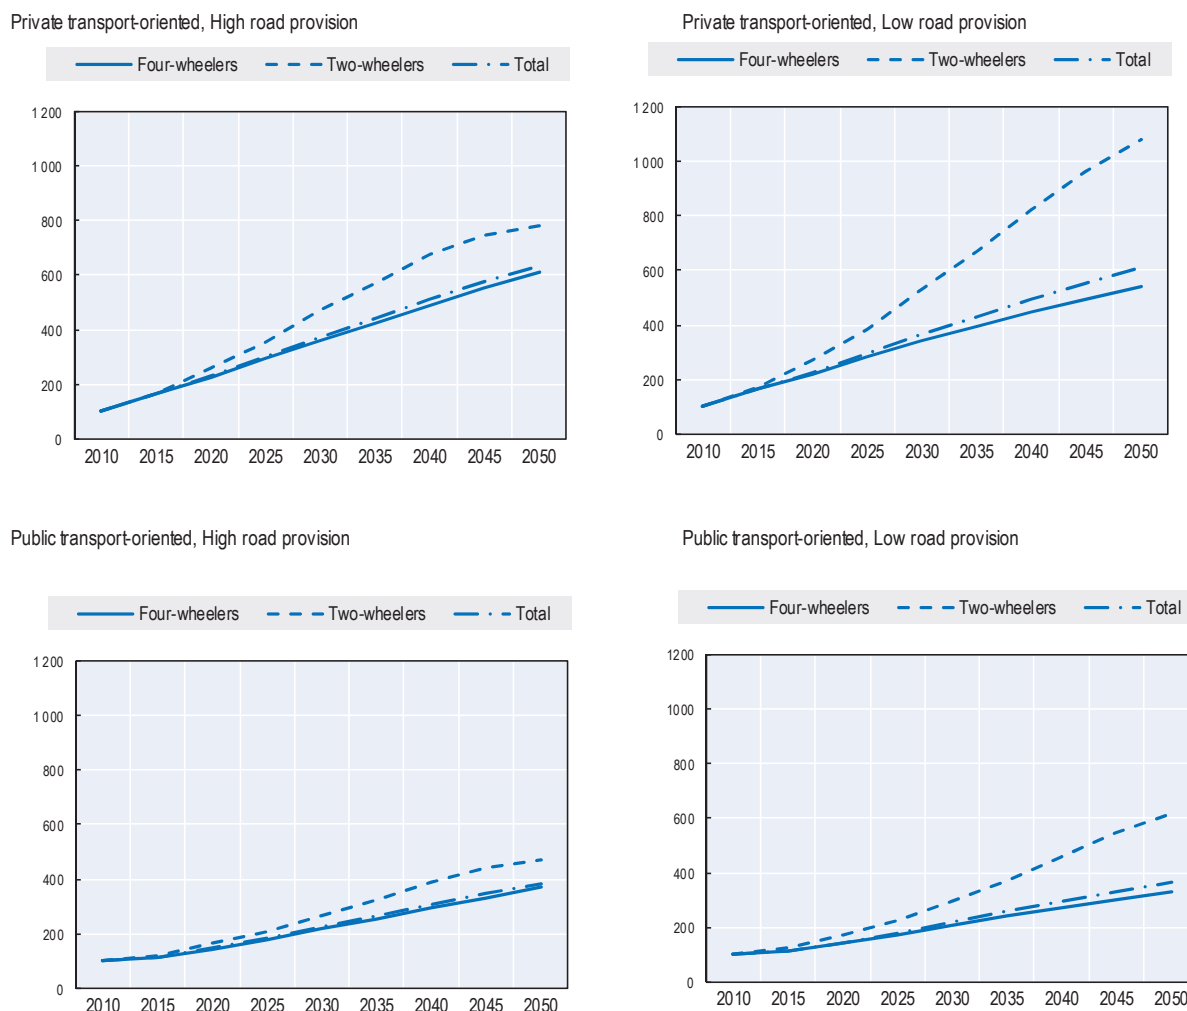 Private transport-oriented, High road provision
Four-wheelers Two-wheelers Total
1 200
1 000
800
600
400
200
0
2010 2015 2020 2025 2030 2035 2040 2045 2050
Private transport-oriented, Low road provision
Four-wheelers Two-wheelers Total
1 200
1 000
800
600
400
200
0
2010 2015 2020 2025 2030 2035 2040 2045 2050
Public transport-oriented, High road provision
Four-wheelers Two-wheelers Total
1 200
1 000
800
600
400
200
0
2010 2015 2020 2025 2030 2035 2040 2045 2050
Public transport-oriented, Low road provision
Four-wheelers Two-wheelers Total
1200
1000
800
600
400
200
0
2010 2015 2020 2025 2030 2035 2040 2045 2050